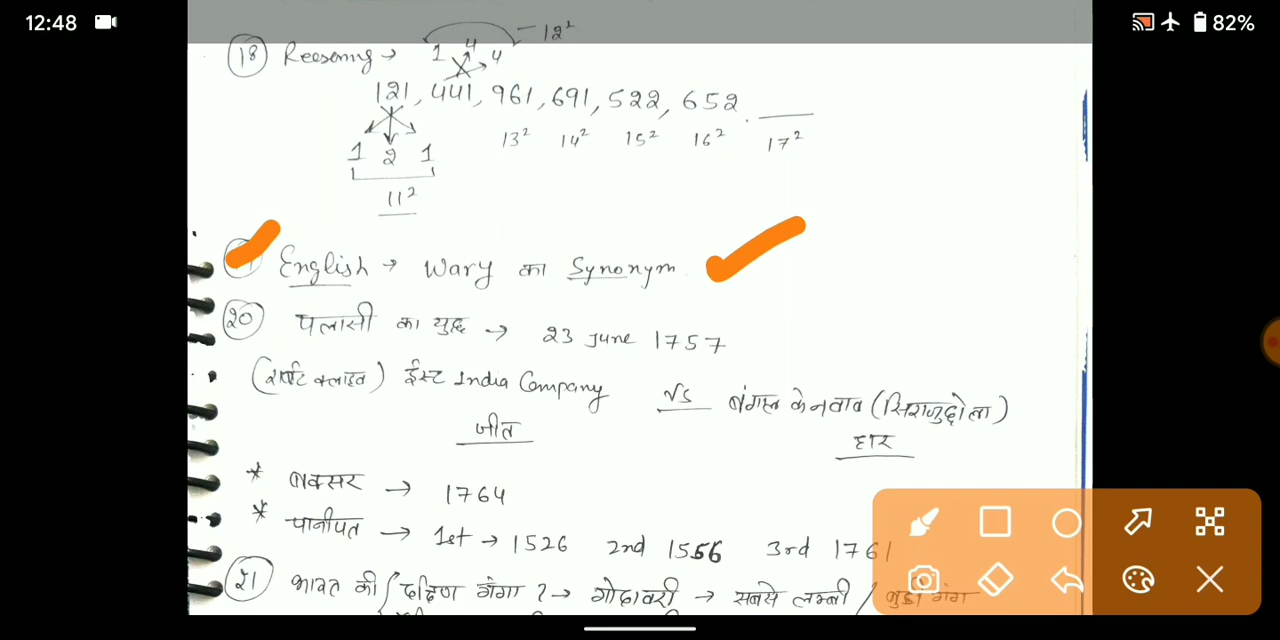 12:48 82%
18 Reesoning → 1 4 4 – 12²
121, 441, 961, 691, 522, 652. ___
13² 14² 15² 16² 17²
1 2 1
11²
English → Wary का Synonym.
20 पलासी का युद्ध → 23 June 1757
(रार्बट क्लाइव) ईस्ट India Company VS बंगाल के नवाब (सिराजुद्दोला)
जीत हार
* बक्सर → 1764
* पानीपत → 1st → 1526 2nd 1556 3rd 1761
21 भारत की / दक्षिण गंगा ? → गोदावरी → सबसे लम्बी / बुडी गंगा